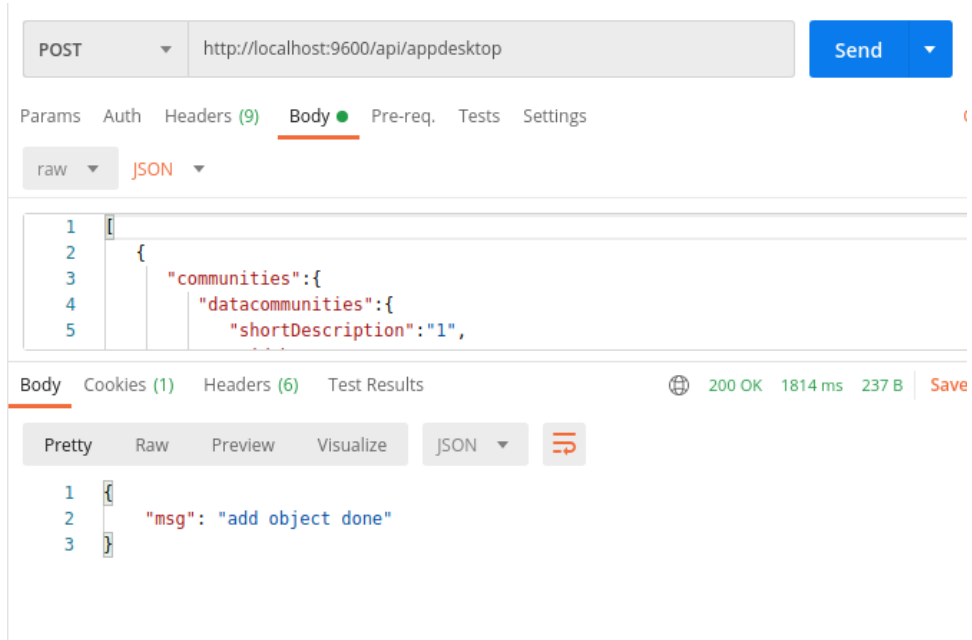 POST http://localhost:9600/api/appdesktop Send
Params Auth Headers (9) Body Pre-req. Tests Settings
raw JSON
1 [
2 {
3 "communities":{
4 "datacommunities":{
5 "shortDescription":"1",
Body Cookies (1) Headers (6) Test Results 200 OK 1814 ms 237 B Save
Pretty Raw Preview Visualize JSON
1 {
2 "msg": "add object done"
3 }